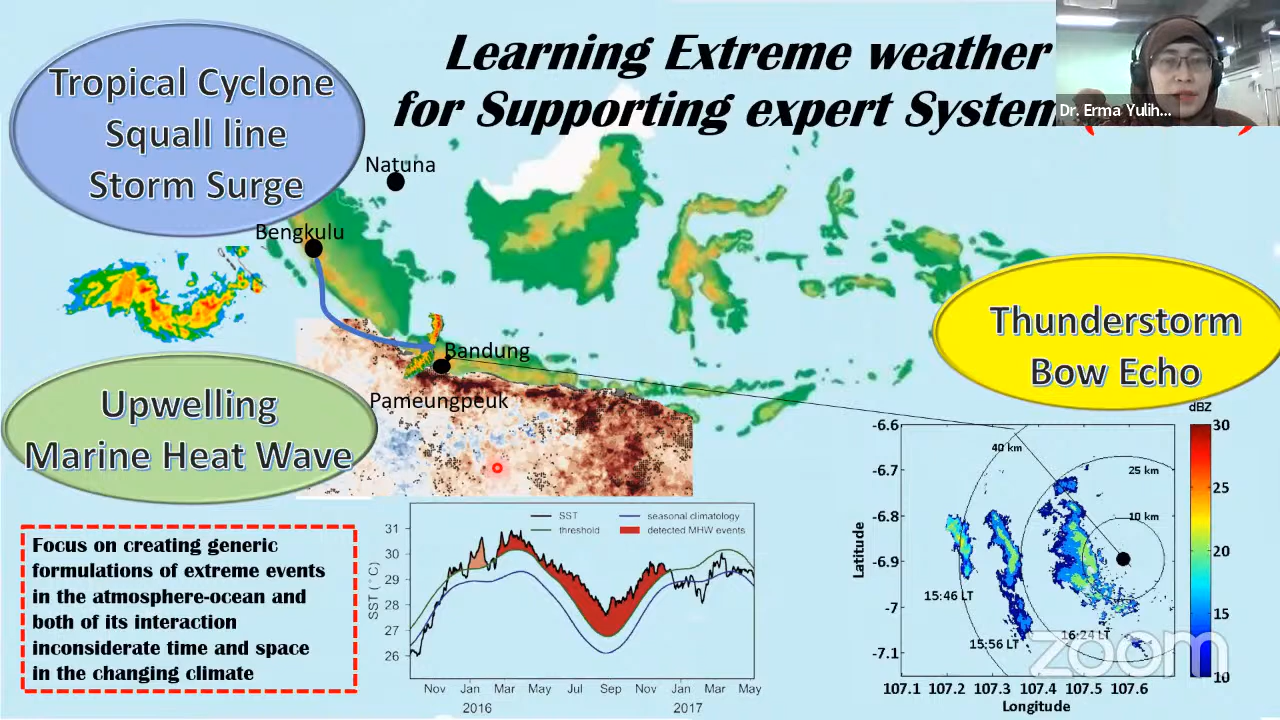 Learning Extreme weather
for Supporting expert System
Dr. Erma Yulih...
Tropical Cyclone
Squall line
Storm Surge
Natuna
Bengkulu
Bandung
Pameungpeuk
Thunderstorm
Bow Echo
Upwelling
Marine Heat Wave
Focus on creating generic
formulations of extreme events
in the atmosphere-ocean and
both of its interaction
inconsiderate time and space
in the changing climate
SST seasonal climatology
threshold detected MHW events
SST (°C)
31
30
29
28
27
26
Nov Jan Mar May Jul Sep Nov Jan Mar May
2016 2017
dBZ
30
25
20
15
10
40 km
25 km
10 km
Latitude
-6.6
-6.7
-6.8
-6.9
-7
-7.1
15:46 LT
15:56 LT
16:24 LT
107.1 107.2 107.3 107.4 107.5 107.6
Longitude
zoom